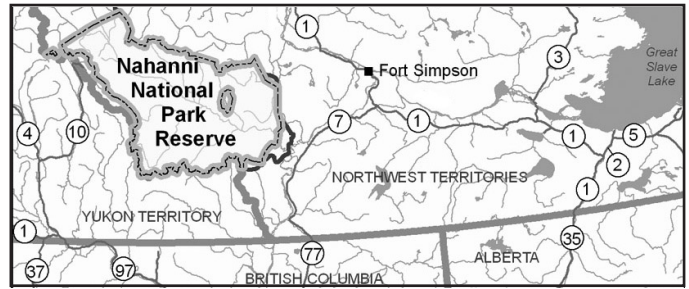 Nahanni
National
Park
Reserve
1
Fort Simpson
3
Great
Slave
Lake
4
10
7
1
1
5
2
NORTHWEST TERRITORIES
1
YUKON TERRITORY
1
77
35
ALBERTA
37
97
BRITISH COLUMBIA